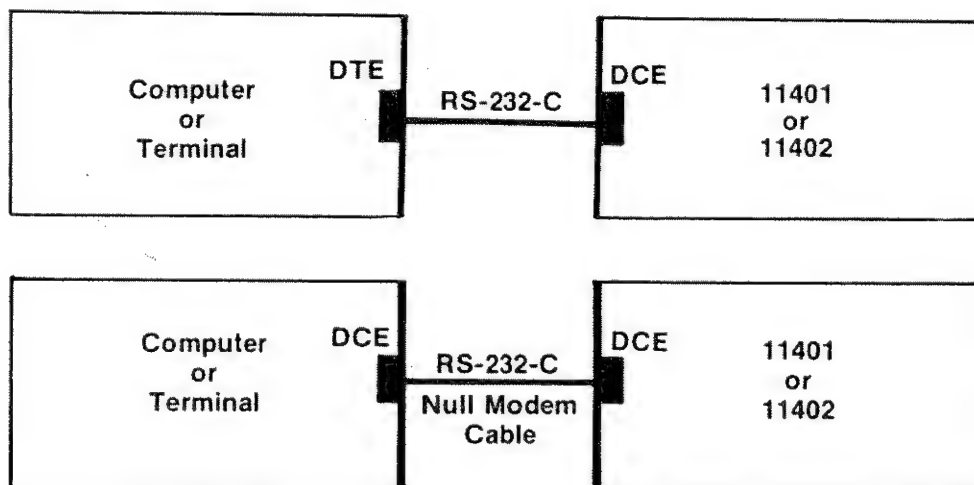 Computer
or
Terminal
DTE
RS-232-C
DCE
11401
or
11402
Computer
or
Terminal
DCE
RS-232-C
Null Modem
Cable
DCE
11401
or
11402